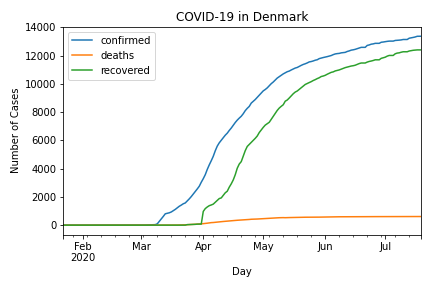 COVID-19 in Denmark
14000
12000
10000
8000
6000
4000
2000
0
Number of Cases
confirmed
deaths
recovered
Feb
2020
Mar
Apr
May
Jun
Jul
Day